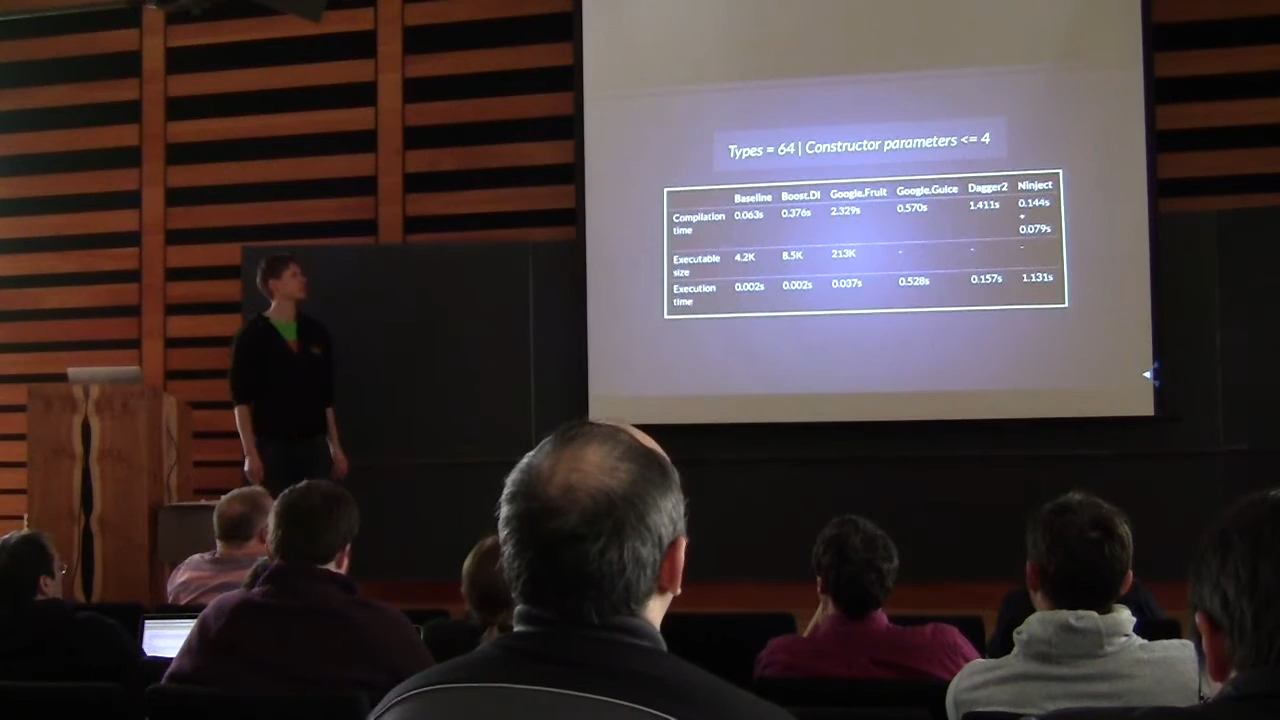 Types = 64 | Constructor parameters <= 4
Baseline Boost.DI Google.Fruit Google.Guice Dagger2 Ninject
Compilation time 0.063s 0.376s 2.329s 0.570s 1.411s 0.144s + 0.079s
Executable size 4.2K 8.5K 213K - - -
Execution time 0.002s 0.002s 0.037s 0.528s 0.157s 1.131s